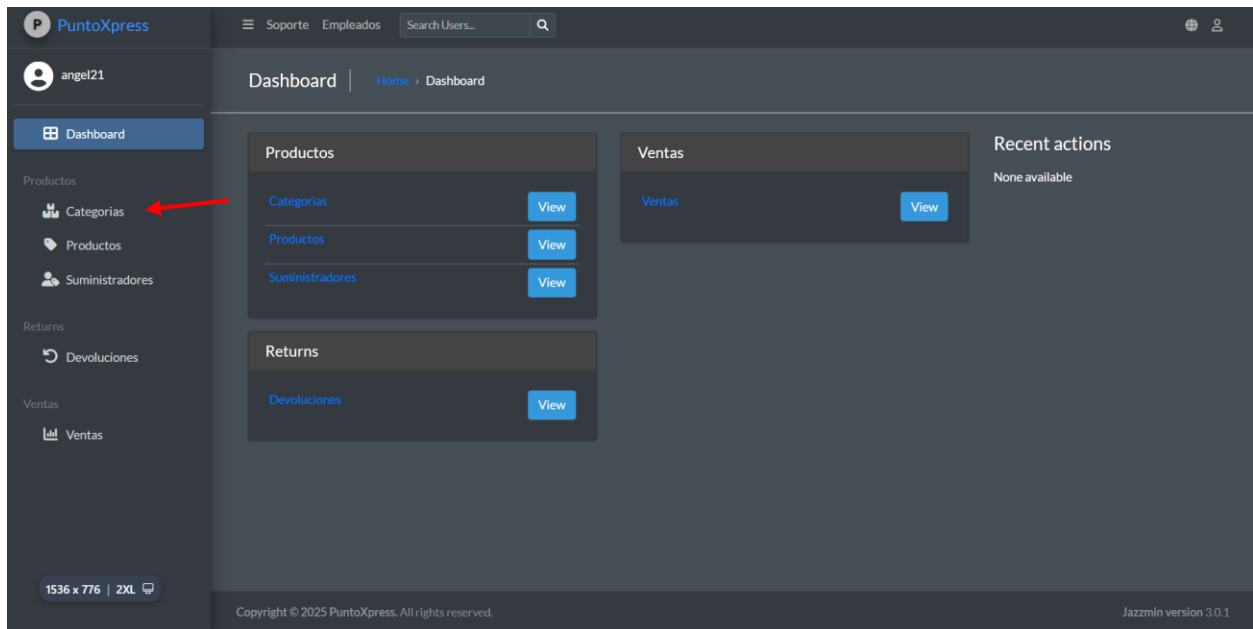 P PuntoXpress
Soporte Empleados Search Users...
angel21
Dashboard Home › Dashboard
Dashboard
Productos
Categorias
Productos
Suministradores
Returns
Devoluciones
Ventas
Ventas
Productos
Categorias View
Productos View
Suministradores View
Returns
Devoluciones View
Ventas
Ventas View
Recent actions
None available
1536 x 776 | 2XL
Copyright © 2025 PuntoXpress. All rights reserved.
Jazzmin version 3.0.1